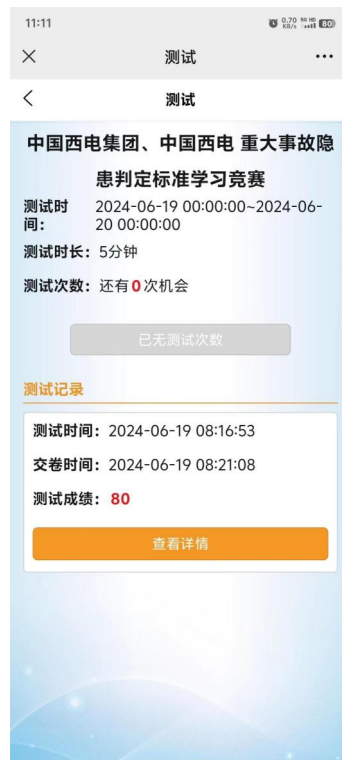 11:11
0.70 KB/s 5G HD 80
测试
测试
中国西电集团、中国西电 重大事故隐
患判定标准学习竞赛
测试时 2024-06-19 00:00:00~2024-06-
间： 20 00:00:00
测试时长： 5分钟
测试次数： 还有0次机会
已无测试次数
测试记录
测试时间： 2024-06-19 08:16:53
交卷时间： 2024-06-19 08:21:08
测试成绩： 80
查看详情